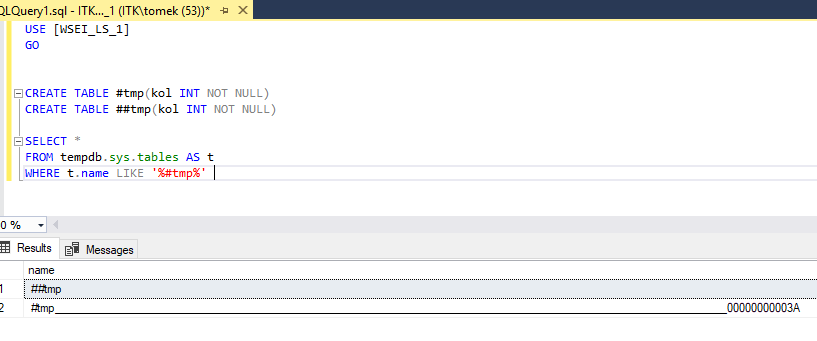 QLQuery1.sql - ITK..._1 (ITK\tomek (53))*
USE [WSEI_LS_1]
GO
CREATE TABLE #tmp(kol INT NOT NULL)
CREATE TABLE ##tmp(kol INT NOT NULL)
SELECT *
FROM tempdb.sys.tables AS t
WHERE t.name LIKE '%#tmp%'
0 %
Results Messages
name
1 ##tmp
2 #tmp____________________________________________________________________________________________________________________00000000003A